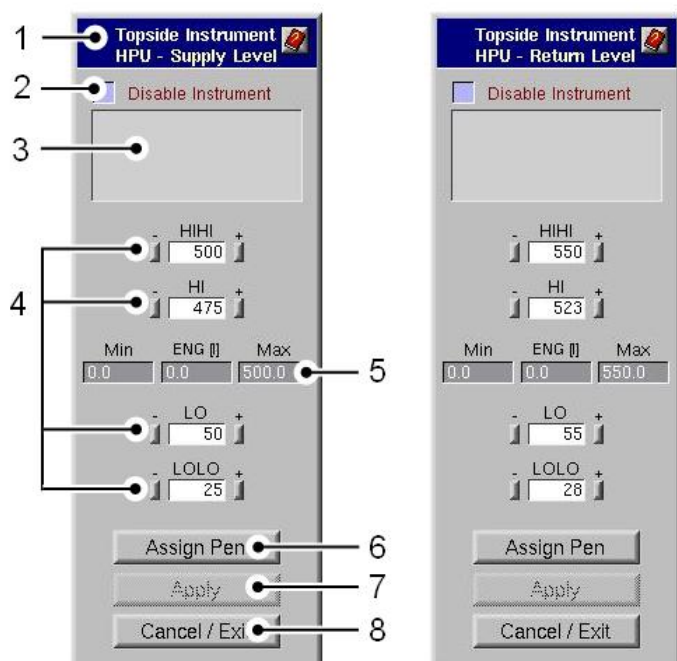 1
Topside Instrument
HPU - Supply Level
2
Disable Instrument
3
4
- HIHI +
500
- HI +
475
Min ENG [l] Max
0.0 0.0 500.0
5
- LO +
50
- LOLO +
25
Assign Pen
6
Apply
7
Cancel / Exi
8
Topside Instrument
HPU - Return Level
Disable Instrument
- HIHI +
550
- HI +
523
Min ENG [l] Max
0.0 0.0 550.0
- LO +
55
- LOLO +
28
Assign Pen
Apply
Cancel / Exit